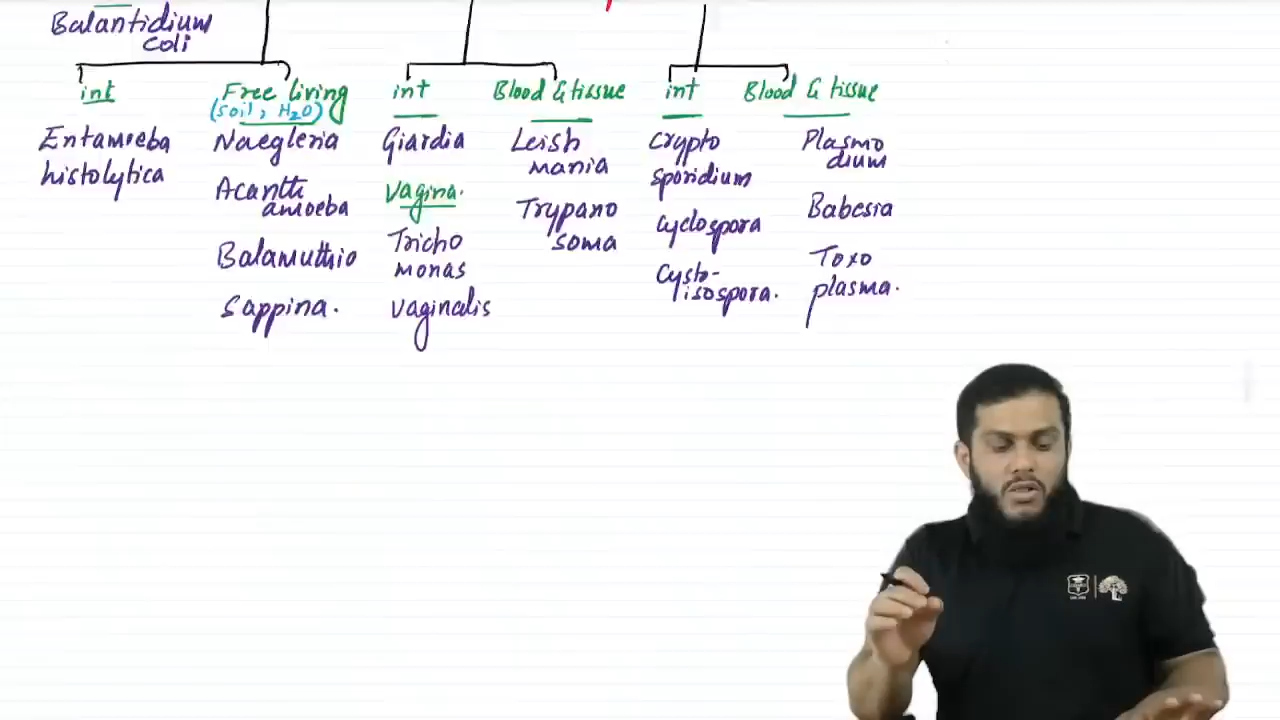 Balantidium
coli
int
Free living
(soil, H2O)
Entamoeba
histolytica
Naegleria
Acanth
amoeba
Balamuthio
Sappina.
int
Giardia
Vagina.
Tricho
monas
vaginalis
Blood & tissue
Leish
mania
Trypano
soma
int
Crypto
sporidium
Cyclospora
Cysto-
isospora.
Blood & tissue
Plasmo
dium
Babesia
Toxo
plasma.